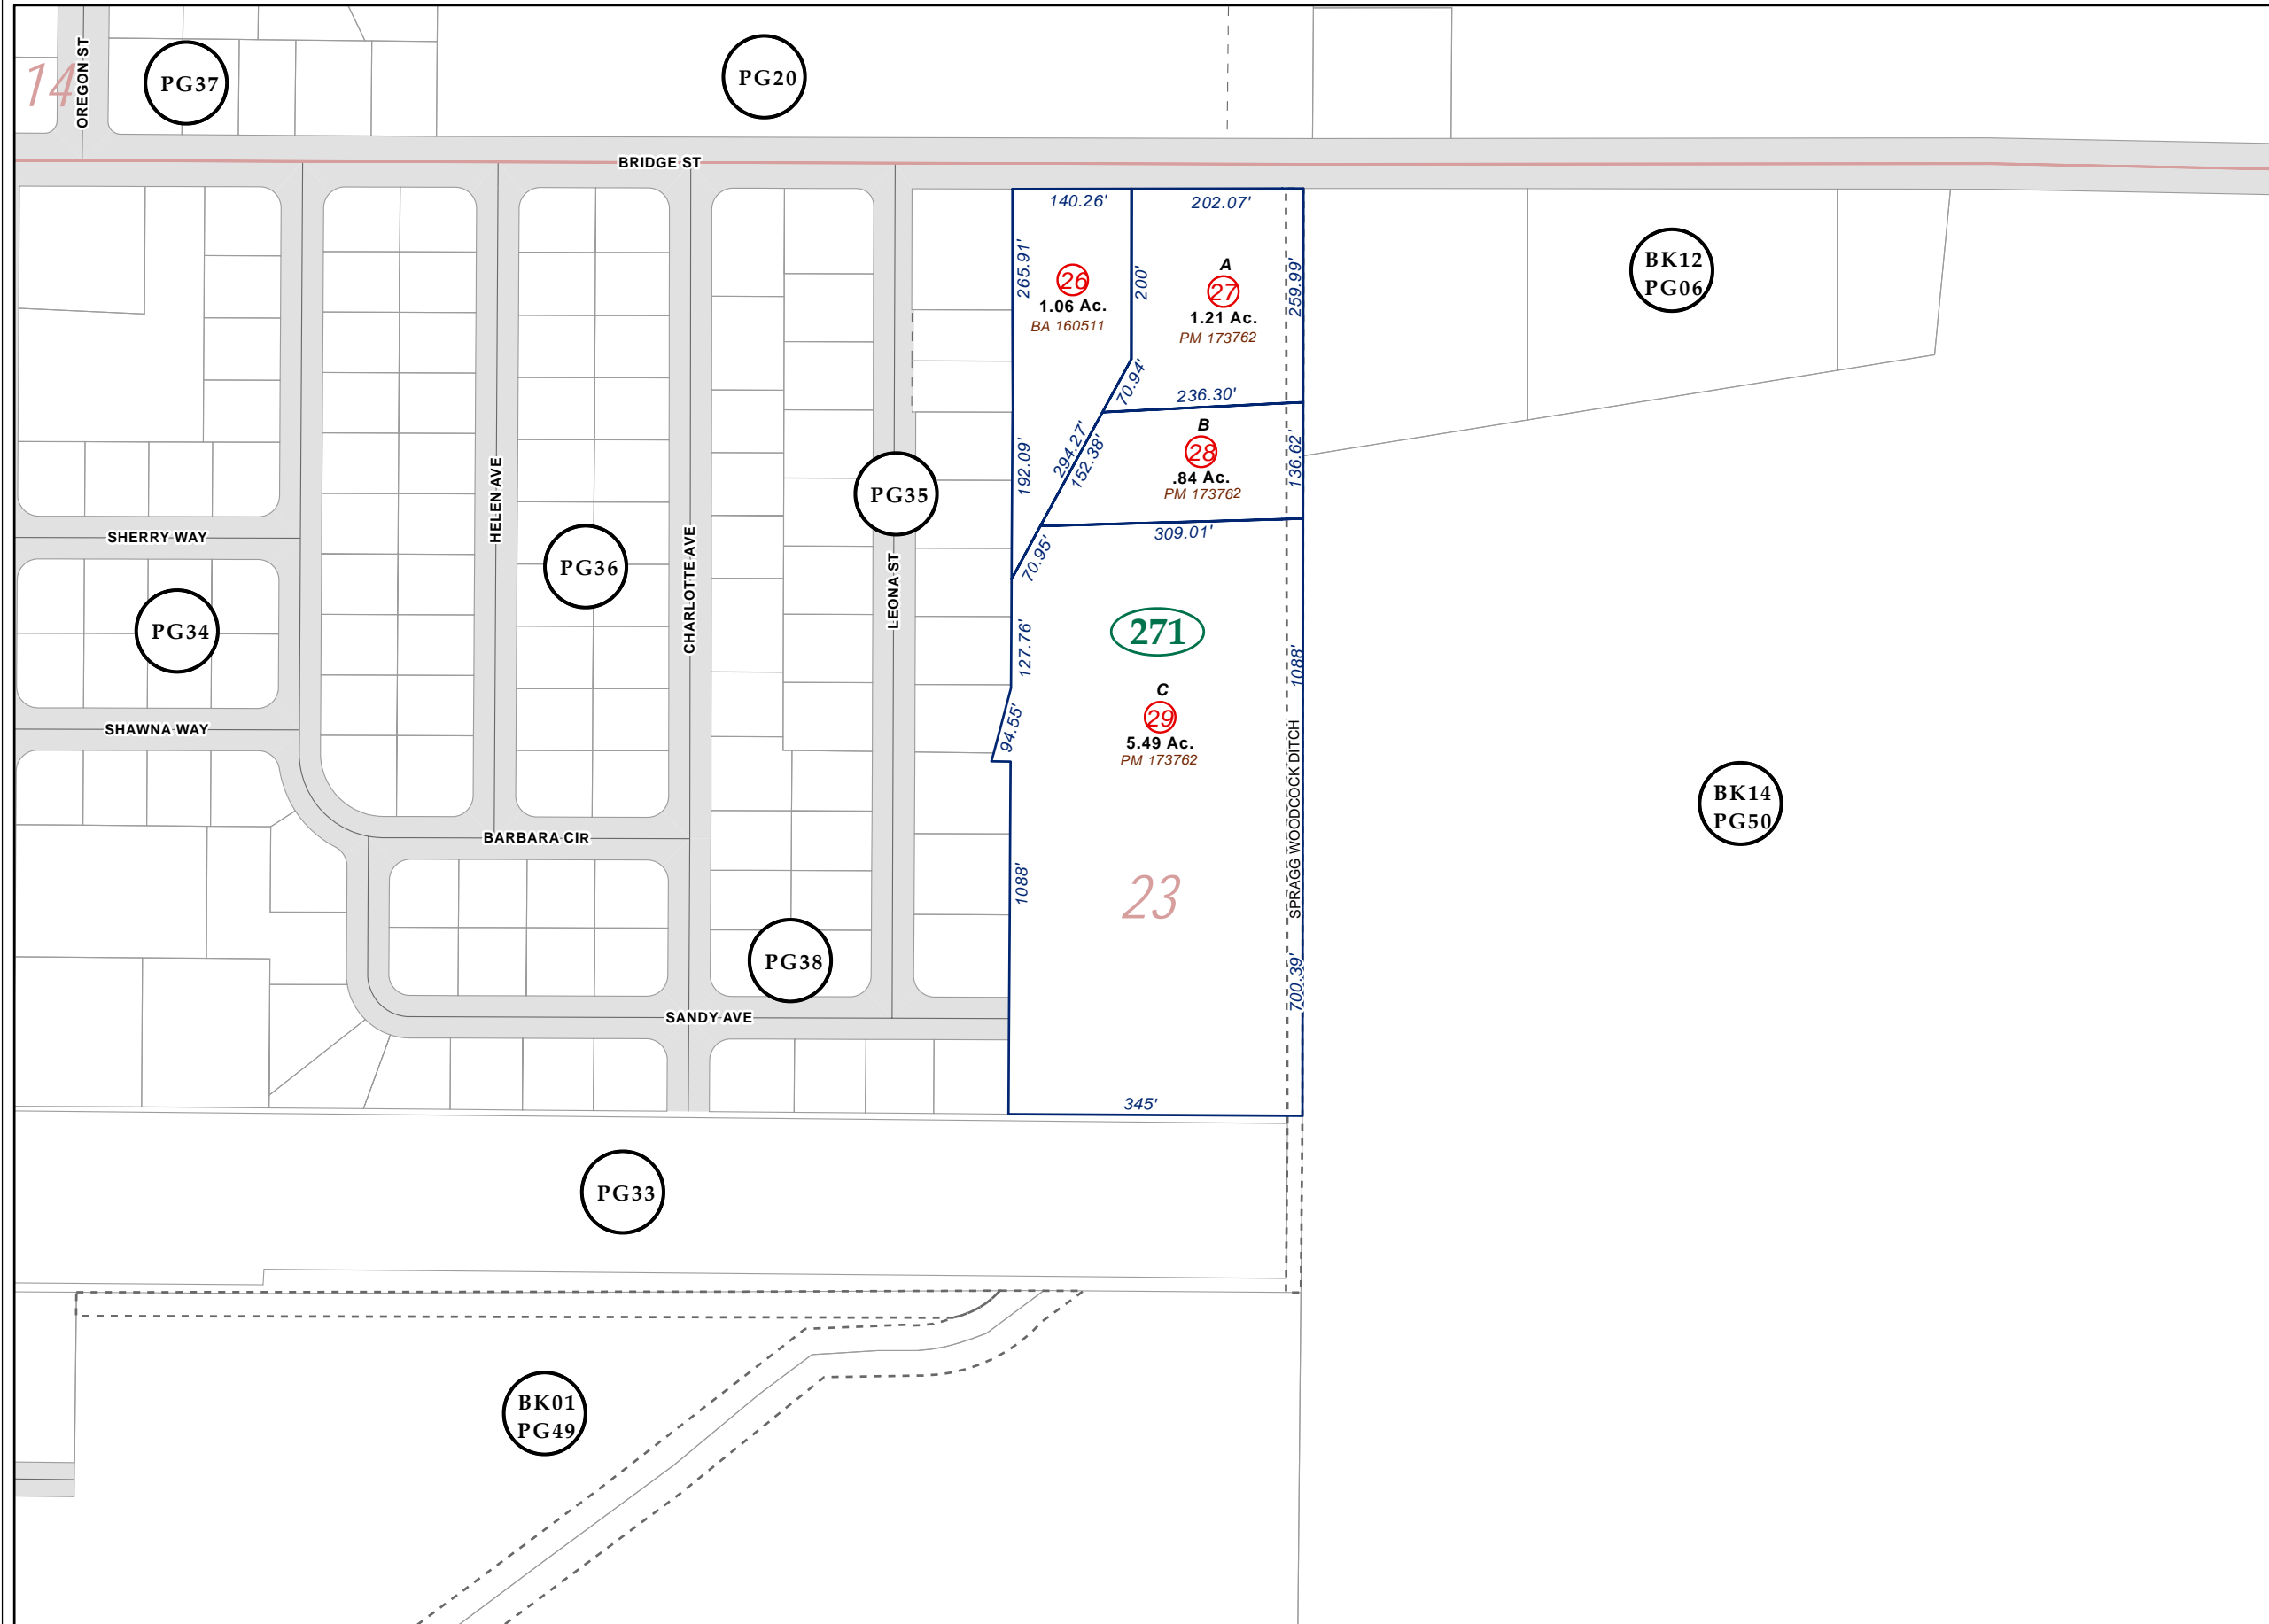 14
OREGON ST
PG37
PG20
BRIDGE ST
140.26'
202.07'
265.91'
26
1.06 Ac.
BA 160511
200'
A
27
1.21 Ac.
PM 173762
259.99'
BK12
PG06
70.94'
236.30'
294.27'
152.38'
192.09'
B
28
.84 Ac.
PM 173762
136.62'
309.01'
70.95'
HELEN AVE
PG35
SHERRY WAY
PG36
CHARLOTTE AVE
LEONA ST
PG34
271
127.76'
1088'
SHAWNA WAY
94.55'
C
29
5.49 Ac.
PM 173762
SPRAGG WOODCOCK DITCH
BK14
PG50
BARBARA CIR
1088'
23
PG38
700.39'
SANDY AVE
345'
PG33
BK01
PG49